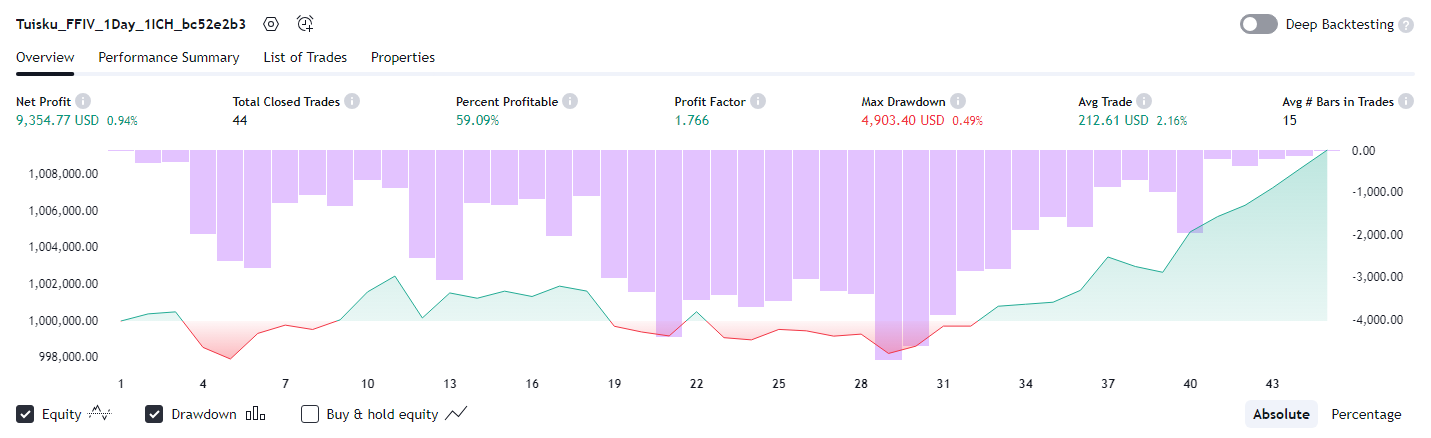 Tuisku_FFIV_1Day_1ICH_bc52e2b3 Deep Backtesting ?
Overview Performance Summary List of Trades Properties
Net Profit i Total Closed Trades i Percent Profitable i Profit Factor i Max Drawdown i Avg Trade i Avg # Bars in Trades i
9,354.77 USD 0.94% 44 59.09% 1.766 4,903.40 USD 0.49% 212.61 USD 2.16% 15
0.00
1,008,000.00
-1,000.00
1,006,000.00
-2,000.00
1,004,000.00
-3,000.00
1,002,000.00
1,000,000.00 -4,000.00
998,000.00
1 4 7 10 13 16 19 22 25 28 31 34 37 40 43
Equity Drawdown Buy & hold equity Absolute Percentage